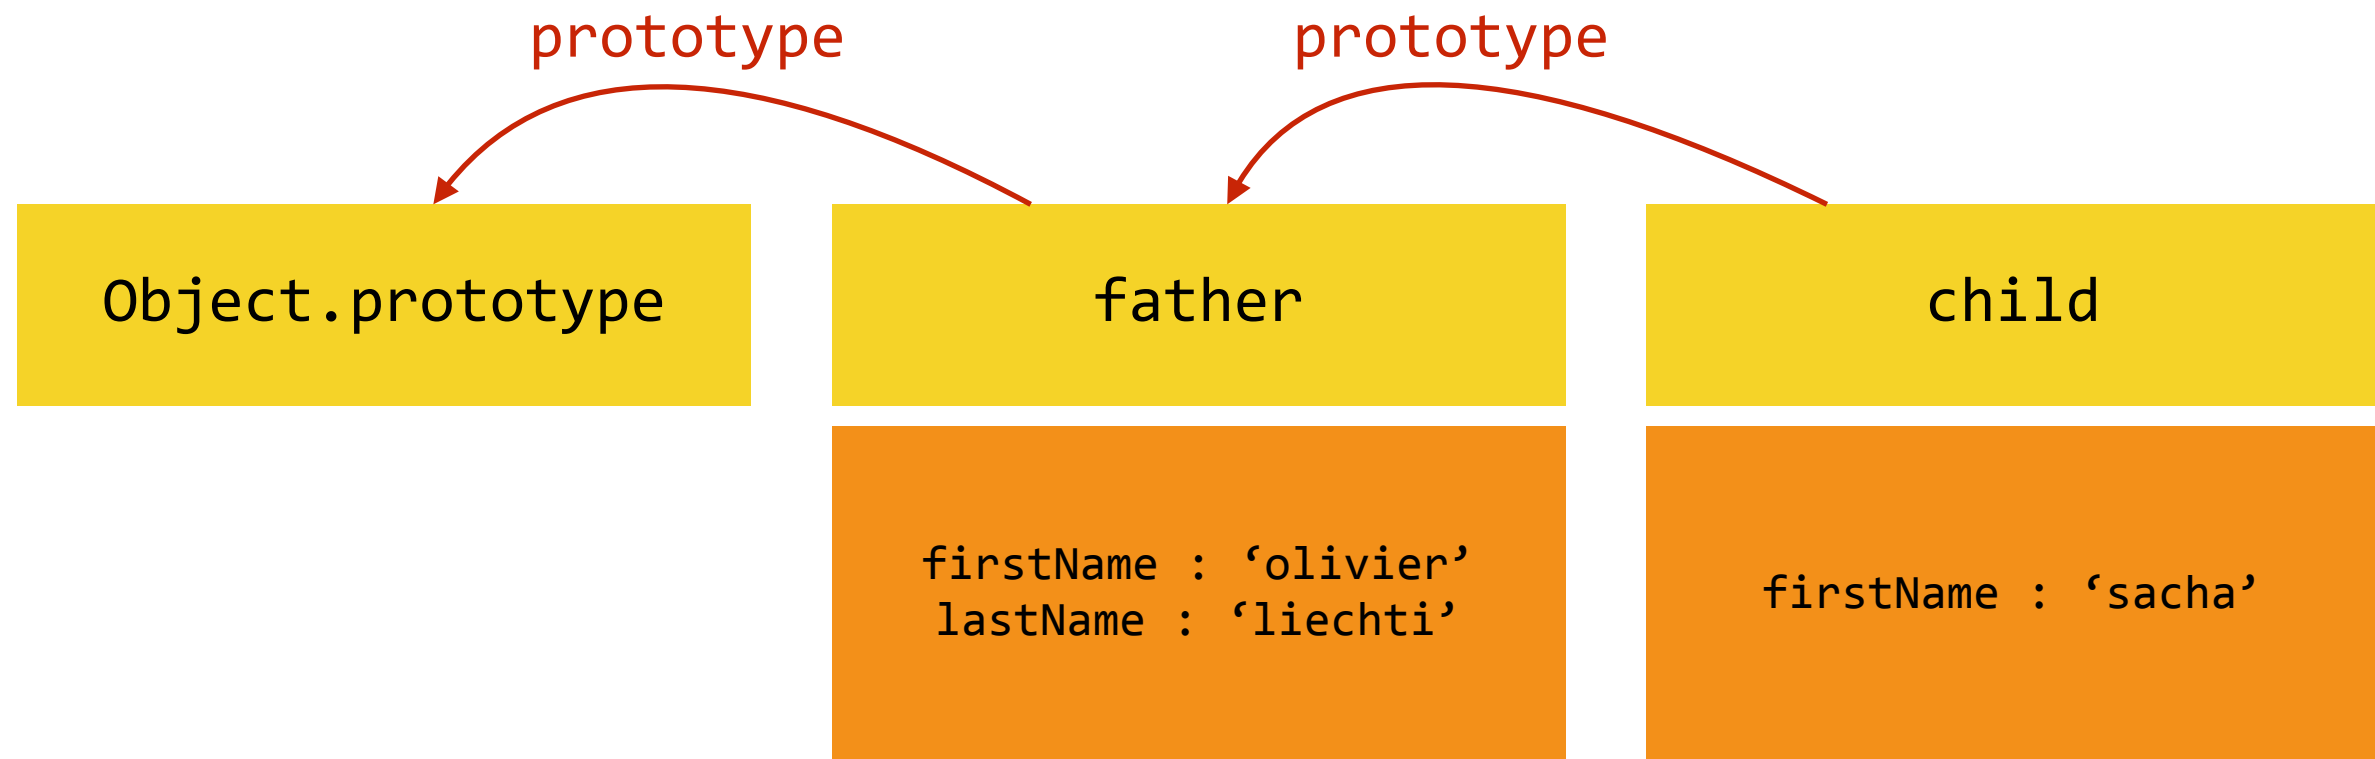 prototype
prototype
Object.prototype
father
child
firstName : ‘olivier’
lastName : ‘liechti’
firstName : ‘sacha’